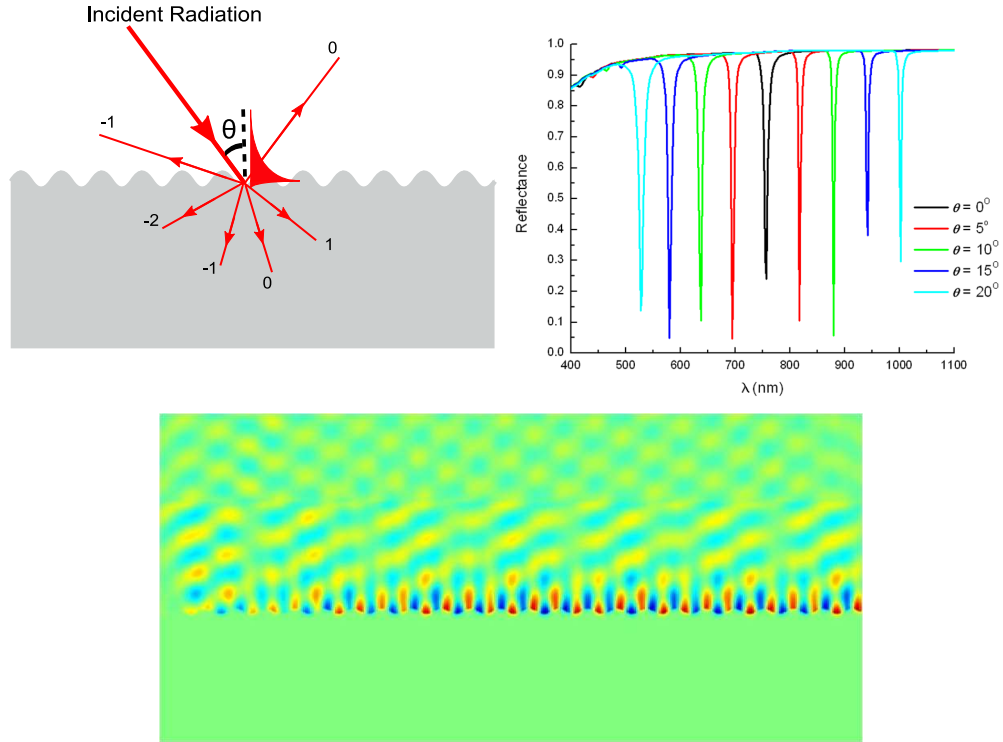 Incident Radiation
0
-1
θ
-2
1
-1
0
1.0
0.9
0.8
0.7
0.6
0.5
0.4
0.3
0.2
0.1
0.0
Reflectance
400 500 600 700 800 900 1000 1100
λ (nm)
θ = 0°
θ = 5°
θ = 10°
θ = 15°
θ = 20°